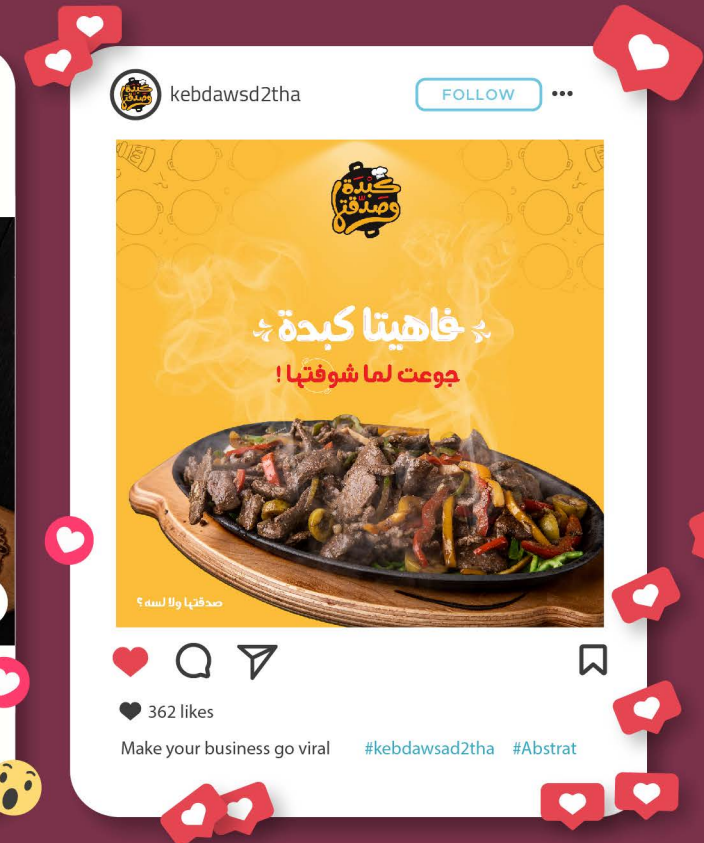 kebdawsd2tha
FOLLOW
كبدة
وصدقتها
فاهيتا كبدة
جوعت لما شوفتها !
صدقتها ولا لسه ؟
362 likes
Make your business go viral #kebdawsad2tha #Abstrat